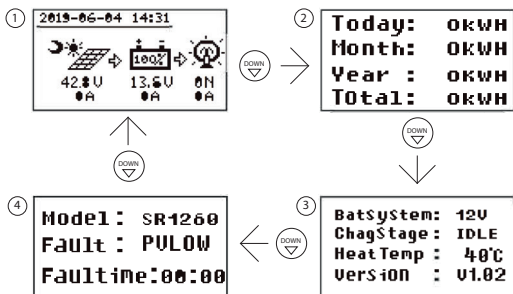 1
2019-06-04 14:31
100%
42.8V 13.6V ON
0A 0A 0A
DOWN
2
Today: 0KWH
Month: 0KWH
Year : 0KWH
TOtal: 0KWH
DOWN
3
BatSyStem: 12V
ChagStage: IDLE
HeatTemp : 40℃
VerSiON : V1.02
DOWN
4
Model: SR1260
Fault: PVLOW
Faultime:00:00
DOWN